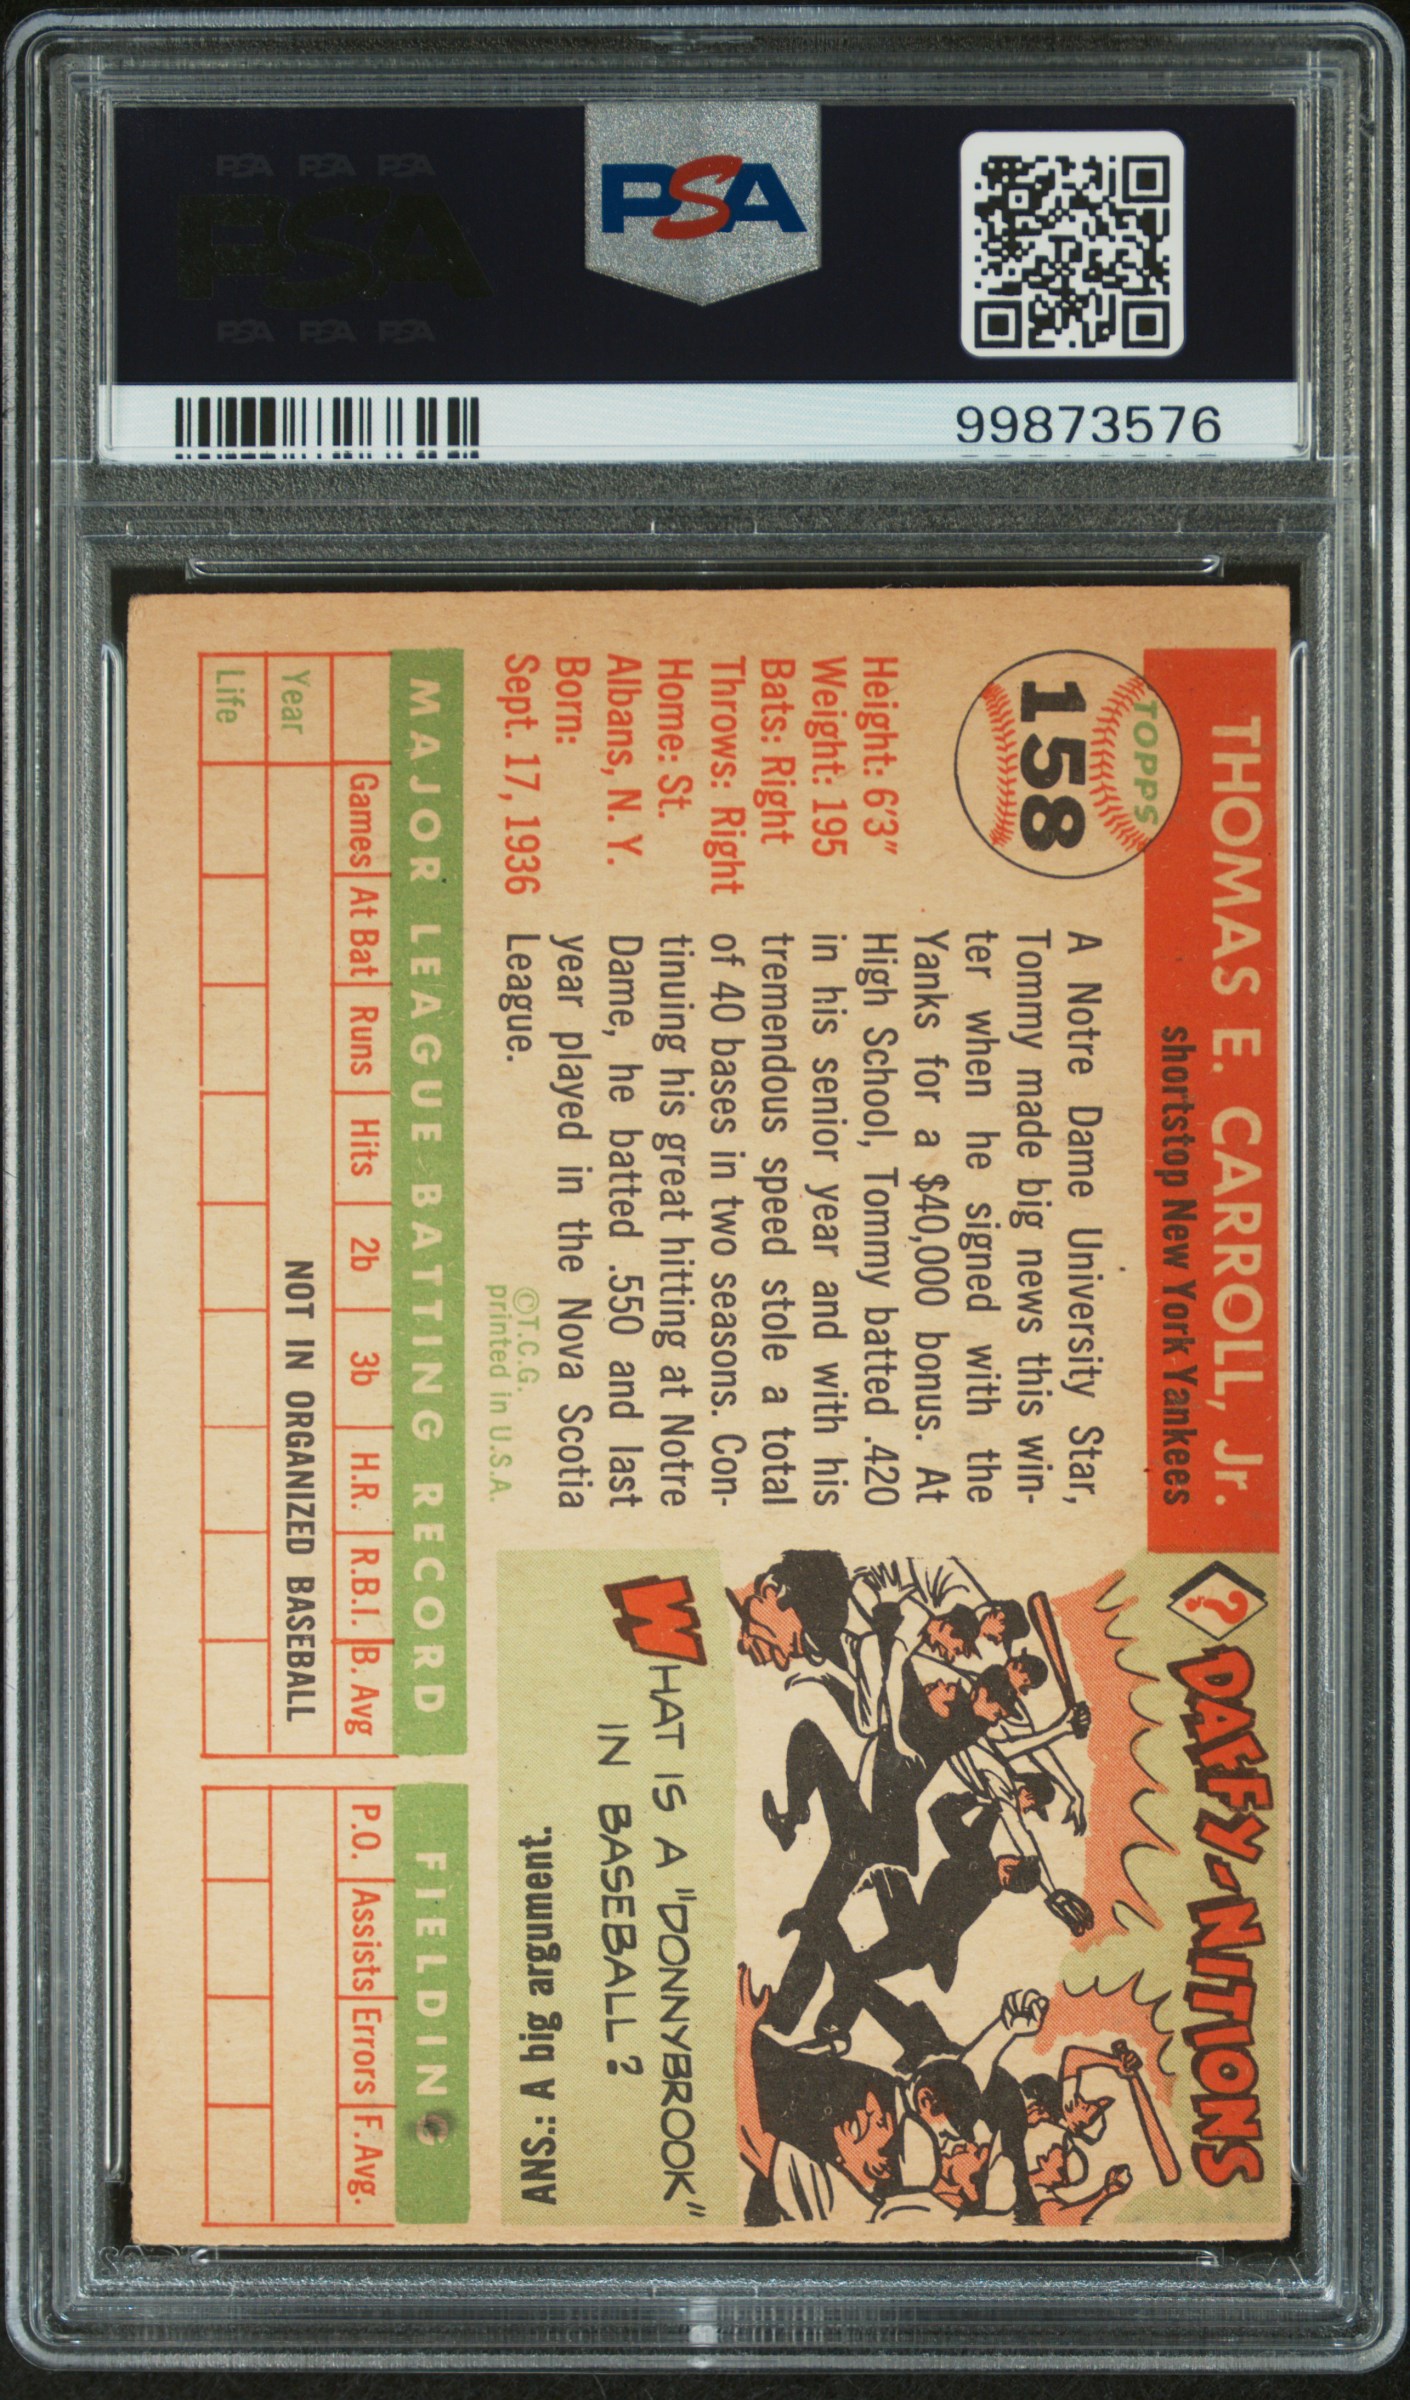 PSA PSA PSA
PSA
PSA PSA PSA
PSA
99873576
TOPPS
158
THOMAS E. CARROLL, Jr.
shortstop New York Yankees
Height: 6'3"
Weight: 195
Bats: Right
Throws: Right
Home: St.
Albans, N. Y.
Born:
Sept. 17, 1936
A Notre Dame University Star,
Tommy made big news this win-
ter when he signed with the
Yanks for a $40,000 bonus. At
High School, Tommy batted .420
in his senior year and with his
tremendous speed stole a total
of 40 bases in two seasons. Con-
tinuing his great hitting at Notre
Dame, he batted .550 and last
year played in the Nova Scotia
League.
©T.C.G.
printed in U.S.A.
? DAFFY-NITIONS
WHAT IS A "DONNYBROOK"
IN BASEBALL?
ANS.: A big argument.
MAJOR LEAGUE BATTING RECORD FIELDING
Games At Bat Runs Hits 2b 3b H.R. R.B.I. B. Avg P.O. Assists Errors F. Avg.
Year NOT IN ORGANIZED BASEBALL
Life